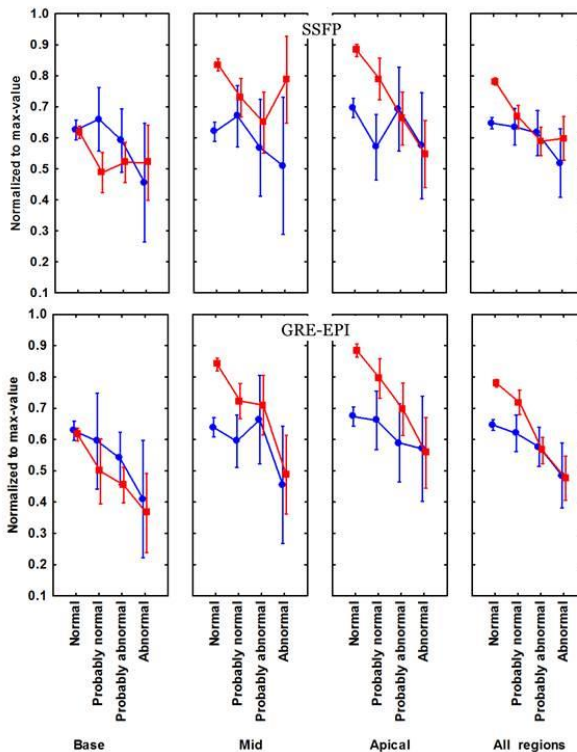 SSFP
Normalized to max-value
1.0
0.9
0.8
0.7
0.6
0.5
0.4
0.3
0.2
0.1
GRE-EPI
Normalized to max-value
1.0
0.9
0.8
0.7
0.6
0.5
0.4
0.3
0.2
0.1
Normal
Probably normal
Probably abnormal
Abnormal
Normal
Probably normal
Probably abnormal
Abnormal
Normal
Probably normal
Probably abnormal
Abnormal
Normal
Probably normal
Probably abnormal
Abnormal
Base Mid Apical All regions